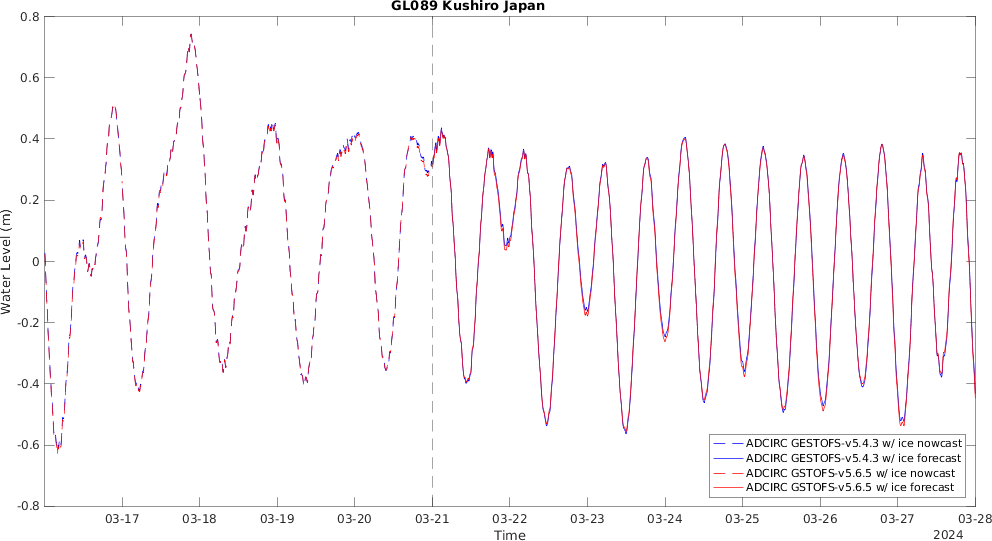 GL089 Kushiro Japan
0.8
0.6
0.4
0.2
0
-0.2
-0.4
-0.6
-0.8
Water Level (m)
ADCIRC GESTOFS-v5.4.3 w/ ice nowcast
ADCIRC GESTOFS-v5.4.3 w/ ice forecast
ADCIRC GSTOFS-v5.6.5 w/ ice nowcast
ADCIRC GSTOFS-v5.6.5 w/ ice forecast
03-17 03-18 03-19 03-20 03-21 03-22 03-23 03-24 03-25 03-26 03-27 03-28
Time
2024